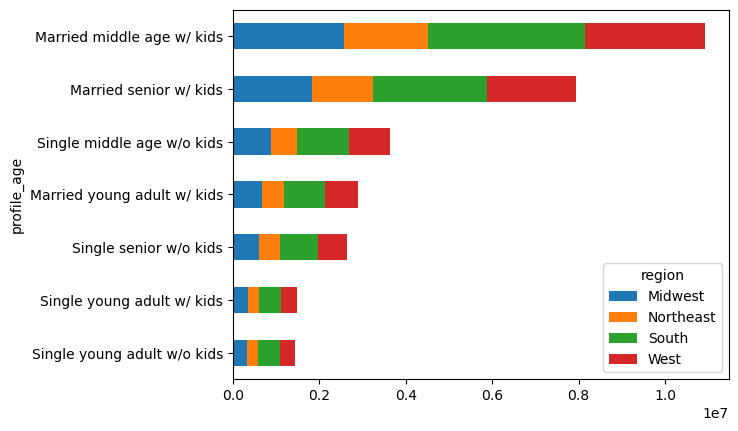 profile_age
Married middle age w/ kids
Married senior w/ kids
Single middle age w/o kids
Married young adult w/ kids
Single senior w/o kids
Single young adult w/ kids
Single young adult w/o kids
region
Midwest
Northeast
South
West
0.0 0.2 0.4 0.6 0.8 1.0
1e7